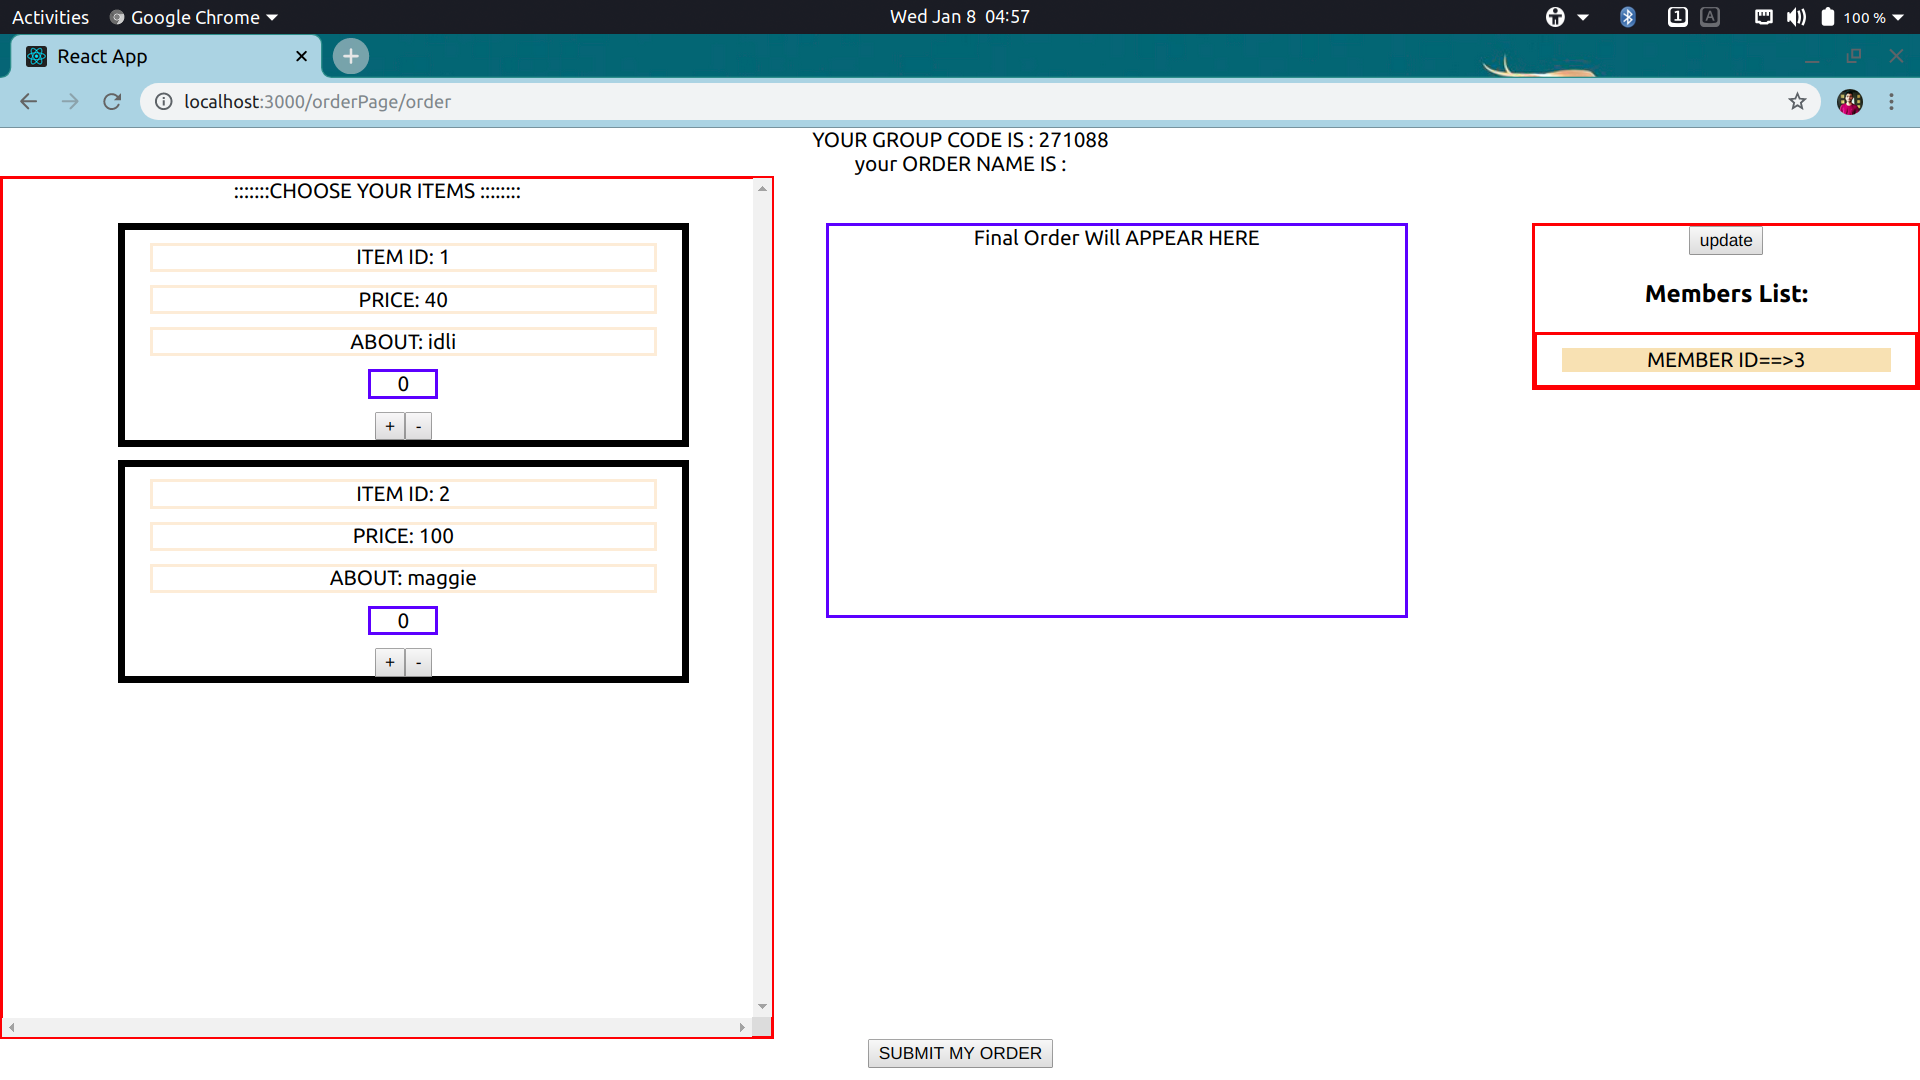 Activities Google Chrome Wed Jan 8 04:57 1 A 100 %
React App
localhost:3000/orderPage/order
YOUR GROUP CODE IS : 271088
your ORDER NAME IS :
:::::::CHOOSE YOUR ITEMS ::::::::
ITEM ID: 1
PRICE: 40
ABOUT: idli
0
+ -
ITEM ID: 2
PRICE: 100
ABOUT: maggie
0
+ -
Final Order Will APPEAR HERE
update
Members List:
MEMBER ID==>3
SUBMIT MY ORDER